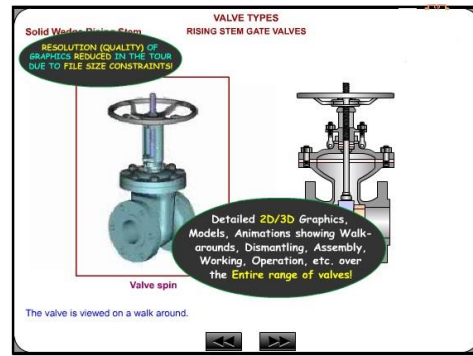 VALVE TYPES
Solid Wedge Rising Stem
RISING STEM GATE VALVES
RESOLUTION (QUALITY) OF
GRAPHICS REDUCED IN THE TOUR
DUE TO FILE SIZE CONSTRAINTS!
Detailed 2D/3D Graphics,
Models, Animations showing Walk-
arounds, Dismantling, Assembly,
Working, Operation, etc. over
the Entire range of valves!
Valve spin
The valve is viewed on a walk around.